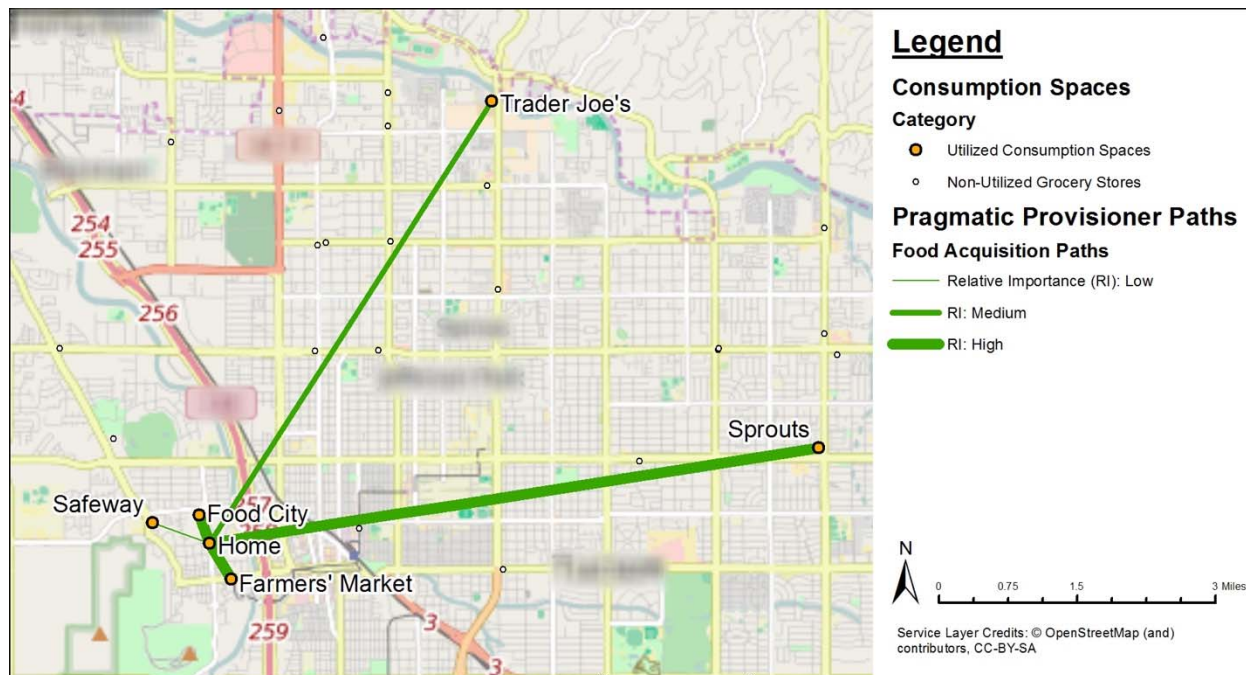 Trader Joe's
254
254
255
256
Sprouts
Safeway
Food City
257
Home
Farmers' Market
259
3
3
Legend
Consumption Spaces
Category
Utilized Consumption Spaces
Non-Utilized Grocery Stores
Pragmatic Provisioner Paths
Food Acquisition Paths
Relative Importance (RI): Low
RI: Medium
RI: High
N
0 0.75 1.5 3 Miles
Service Layer Credits: © OpenStreetMap (and)
contributors, CC-BY-SA